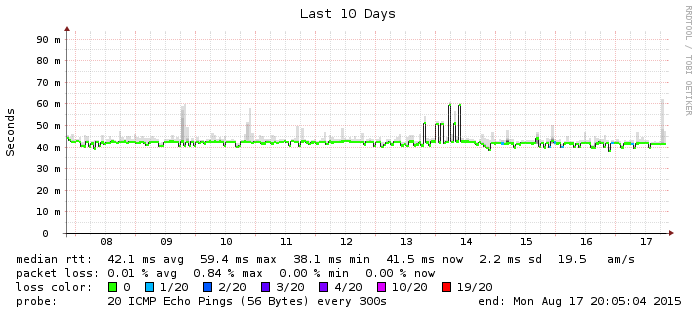 Last 10 Days
RRDTOOL / TOBI OETIKER
Seconds
90 m
80 m
70 m
60 m
50 m
40 m
30 m
20 m
10 m
0
08 09 10 11 12 13 14 15 16 17
median rtt: 42.1 ms avg 59.4 ms max 38.1 ms min 41.5 ms now 2.2 ms sd 19.5 am/s
packet loss: 0.01 % avg 0.84 % max 0.00 % min 0.00 % now
loss color: 0 1/20 2/20 3/20 4/20 10/20 19/20
probe: 20 ICMP Echo Pings (56 Bytes) every 300s end: Mon Aug 17 20:05:04 2015